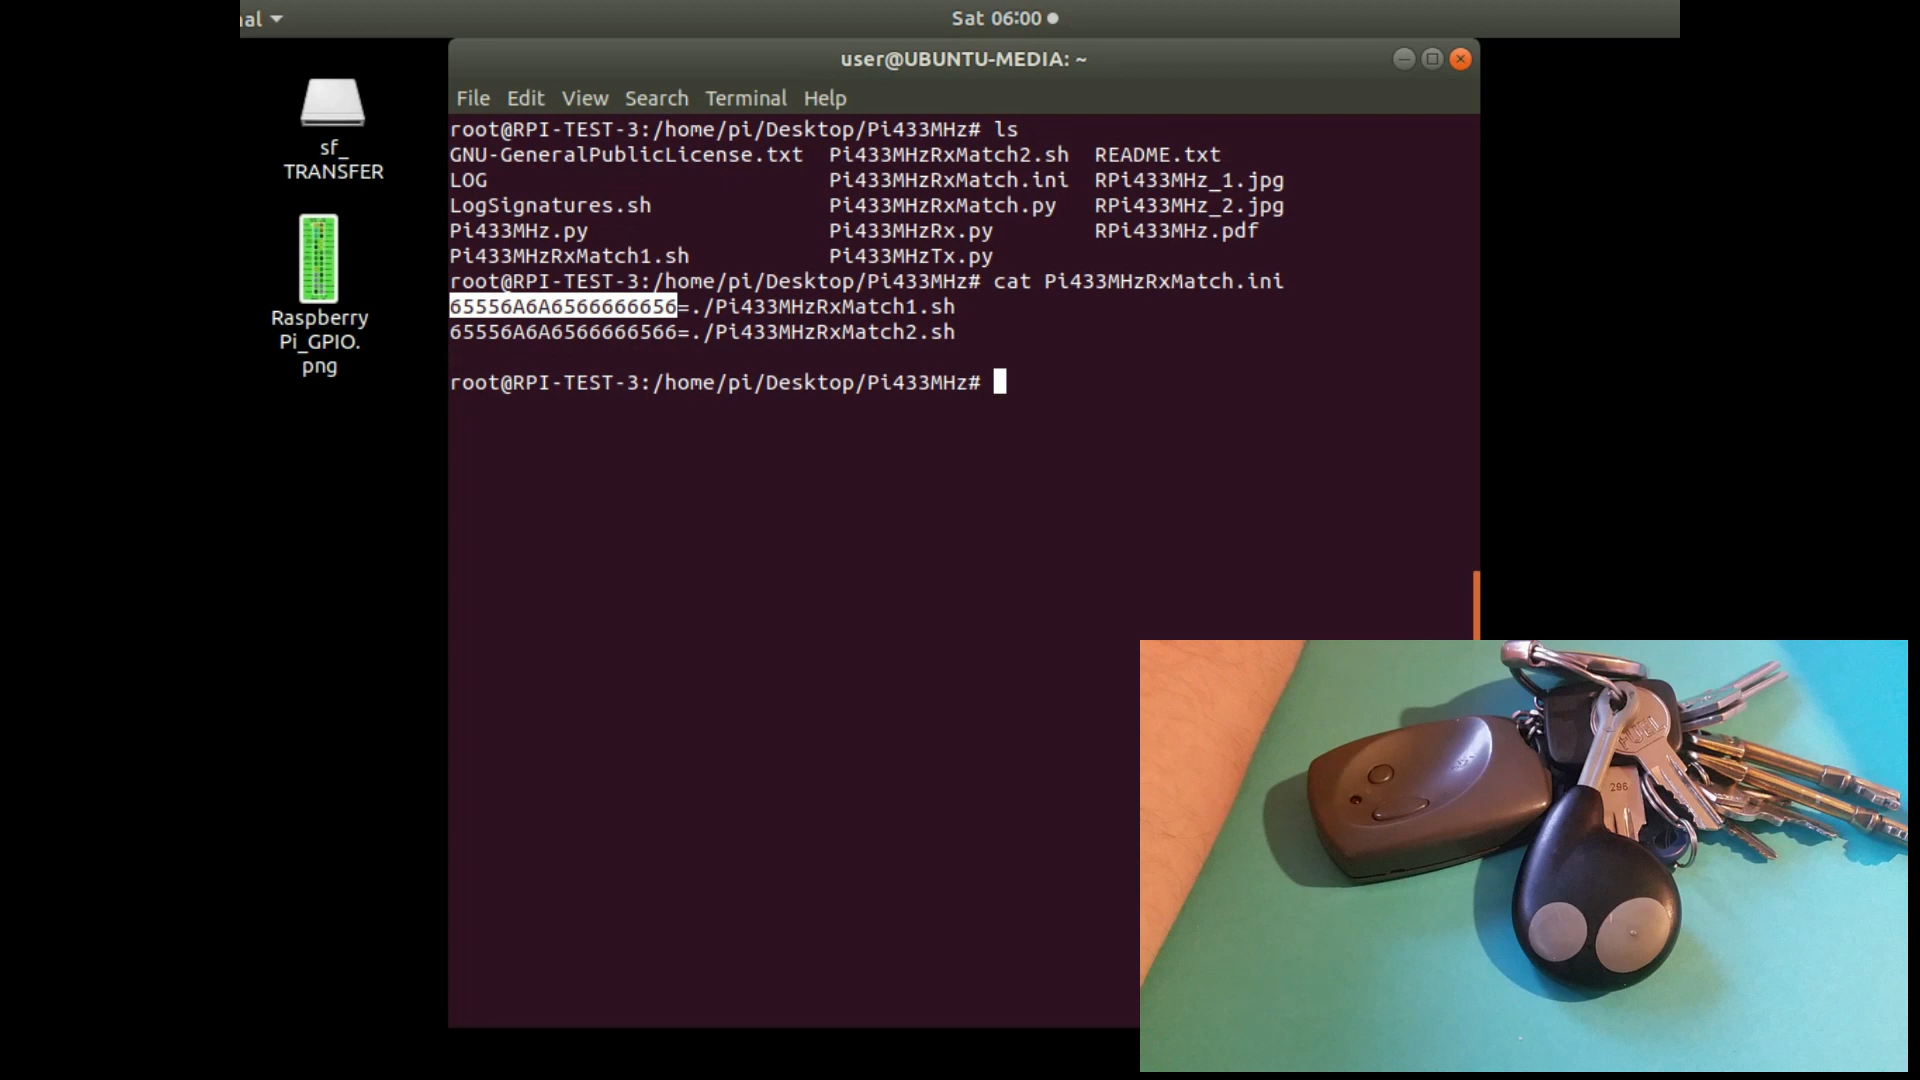 al
Sat 06:00
user@UBUNTU-MEDIA: ~
File Edit View Search Terminal Help
sf_
TRANSFER
Raspberry
Pi_GPIO.
png
root@RPI-TEST-3:/home/pi/Desktop/Pi433MHz# ls
GNU-GeneralPublicLicense.txt Pi433MHzRxMatch2.sh README.txt
LOG Pi433MHzRxMatch.ini RPi433MHz_1.jpg
LogSignatures.sh Pi433MHzRxMatch.py RPi433MHz_2.jpg
Pi433MHz.py Pi433MHzRx.py RPi433MHz.pdf
Pi433MHzRxMatch1.sh Pi433MHzTx.py
root@RPI-TEST-3:/home/pi/Desktop/Pi433MHz# cat Pi433MHzRxMatch.ini
65556A6A6566666656=./Pi433MHzRxMatch1.sh
65556A6A6566666566=./Pi433MHzRxMatch2.sh
root@RPI-TEST-3:/home/pi/Desktop/Pi433MHz#
FUEL
296